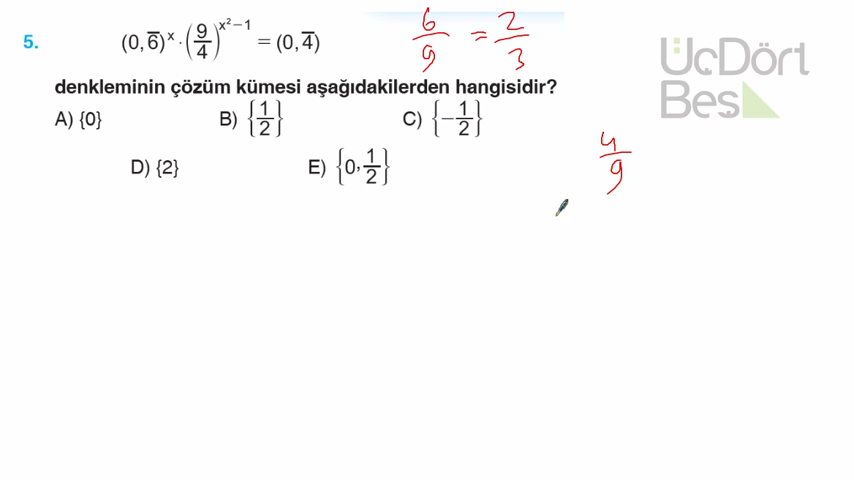 5. (0,6̅)ˣ · (9/4)^(x²−1) = (0,4̅)
6/9 = 2/3
ÜçDört
Beş
denkleminin çözüm kümesi aşağıdakilerden hangisidir?
A) {0} B) {1/2} C) {−1/2}
4/9
D) {2} E) {0, 1/2}